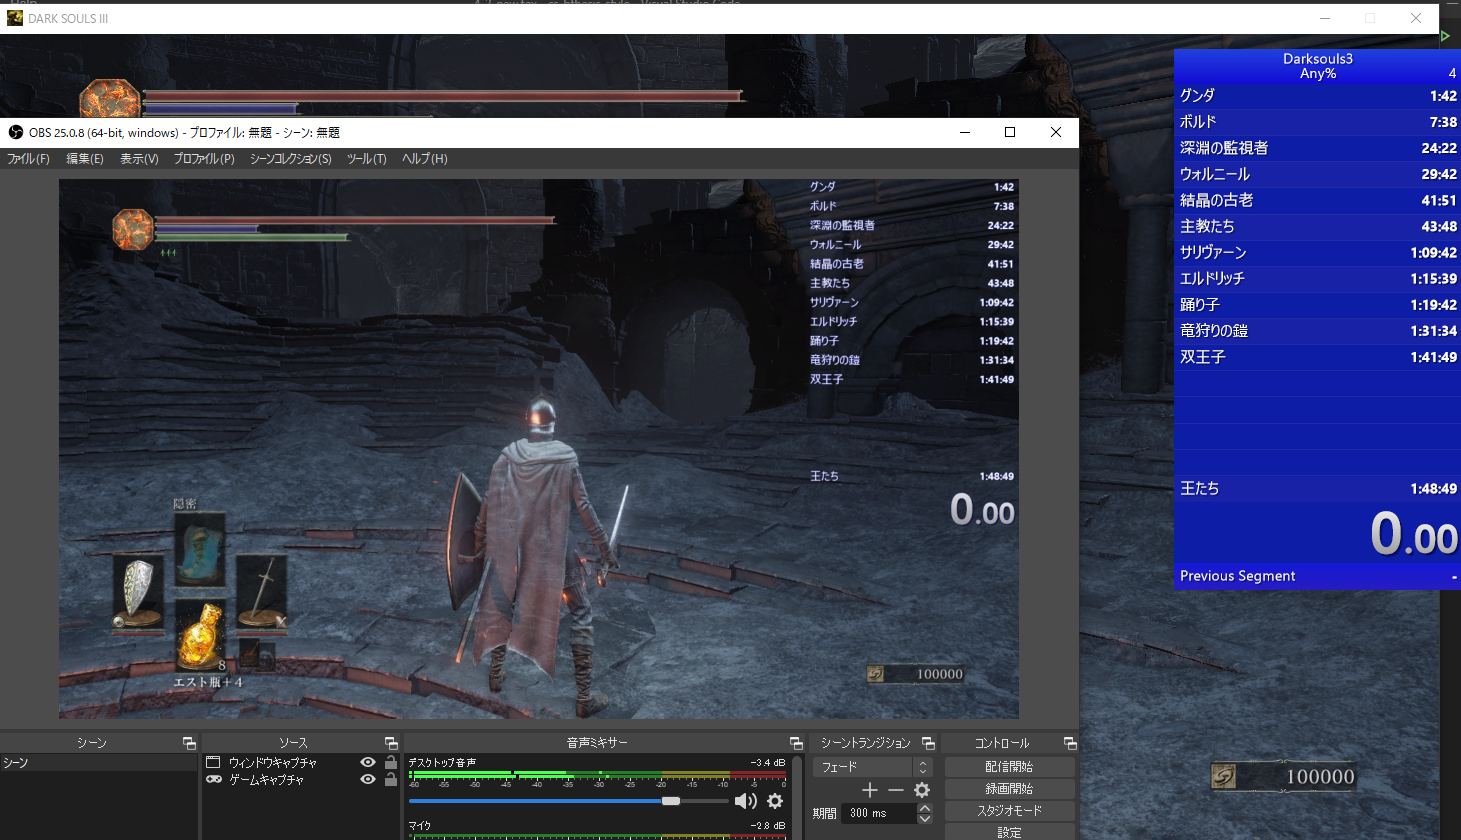 DARK SOULS III
Darksouls3
Any%
4
グンダ 1:42
ボルド 7:38
深淵の監視者 24:22
ウォルニール 29:42
結晶の古老 41:51
主教たち 43:48
サリヴァーン 1:09:42
エルドリッチ 1:15:39
踊り子 1:19:42
竜狩りの鎧 1:31:34
双王子 1:41:49
王たち 1:48:49
0.00
Previous Segment -
OBS 25.0.8 (64-bit, windows) - プロファイル: 無題 - シーン: 無題
ファイル(F) 編集(E) 表示(V) プロファイル(P) シーンコレクション(S) ツール(T) ヘルプ(H)
グンダ 1:42
ボルド 7:38
深淵の監視者 24:22
ウォルニール 29:42
結晶の古老 41:51
主教たち 43:48
サリヴァーン 1:09:42
エルドリッチ 1:15:39
踊り子 1:19:42
竜狩りの鎧 1:31:34
双王子 1:41:49
王たち 1:48:49
0.00
隠密
8
エスト瓶+4
100000
100000
シーン ソース 音声ミキサー シーントランジション コントロール
シーン
ウィンドウキャプチャ
ゲームキャプチャ
デスクトップ音声 -3.4 dB
-60 -55 -50 -45 -40 -35 -30 -25 -20 -15 -10 -5 0
マイク -2.8 dB
フェード
期間 300 ms
配信開始
録画開始
スタジオモード
設定